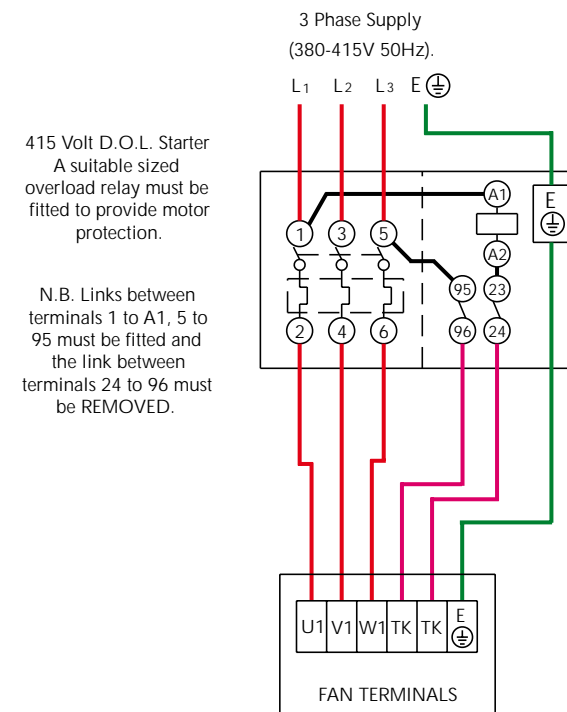 3 Phase Supply
(380-415V 50Hz).
L1 L2 L3 E
415 Volt D.O.L. Starter
A suitable sized
overload relay must be
fitted to provide motor
protection.
N.B. Links between
terminals 1 to A1, 5 to
95 must be fitted and
the link between
terminals 24 to 96 must
be REMOVED.
A1
E
1 3 5
A2
95 23
2 4 6 96 24
U1 V1 W1 TK TK E
FAN TERMINALS